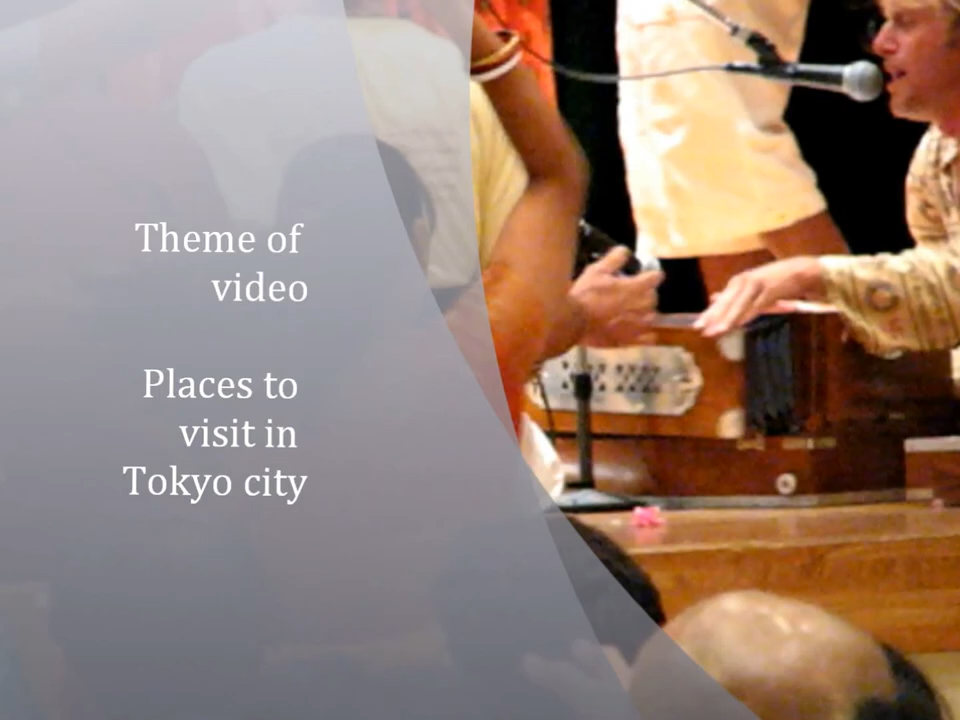 Theme of
video
Places to
visit in
Tokyo city